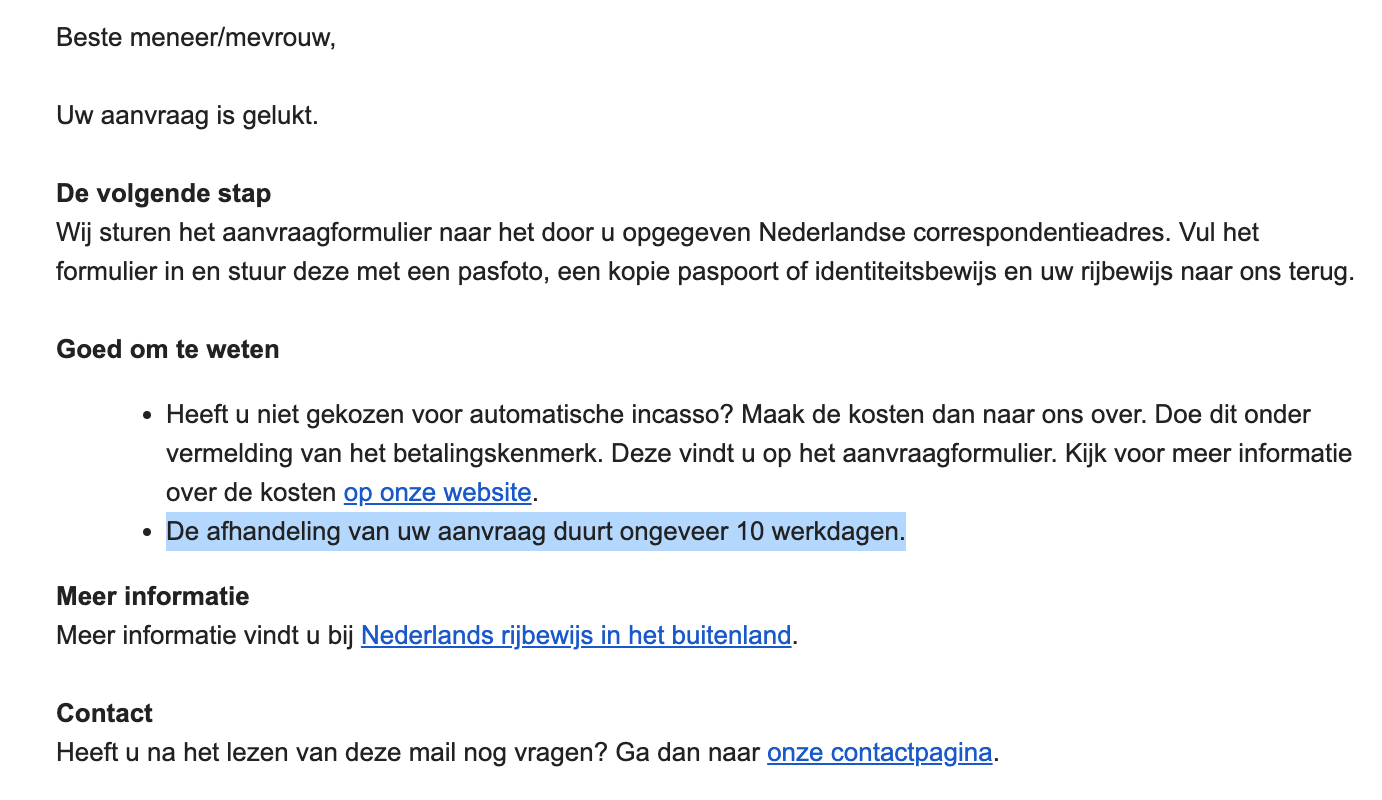 Beste meneer/mevrouw,
Uw aanvraag is gelukt.
De volgende stap
Wij sturen het aanvraagformulier naar het door u opgegeven Nederlandse correspondentieadres. Vul het
formulier in en stuur deze met een pasfoto, een kopie paspoort of identiteitsbewijs en uw rijbewijs naar ons terug.
Goed om te weten
• Heeft u niet gekozen voor automatische incasso? Maak de kosten dan naar ons over. Doe dit onder
vermelding van het betalingskenmerk. Deze vindt u op het aanvraagformulier. Kijk voor meer informatie
over de kosten op onze website.
• De afhandeling van uw aanvraag duurt ongeveer 10 werkdagen.
Meer informatie
Meer informatie vindt u bij Nederlands rijbewijs in het buitenland.
Contact
Heeft u na het lezen van deze mail nog vragen? Ga dan naar onze contactpagina.